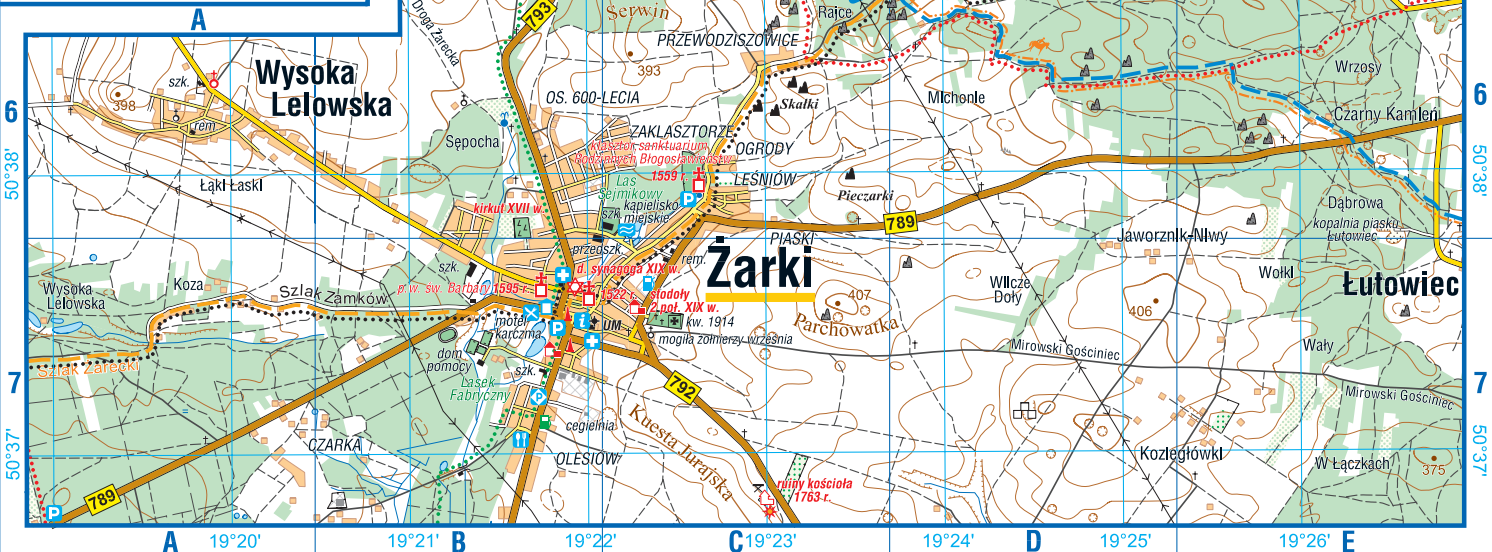 A
793
Serwin
Rajce
Droga Żarecka
PRZEWODZISZOWICE
393
Wysoka
Lelowska
szk.
398
rem
6
6
OS. 600-LECIA
Skałki
Michonie
Wrzosy
Czarny Kamień
Sępocha
ZAKLASZTORZE
klasztor sanktuarium
Rodzinnych Błogosławieństw
1559 r.
OGRODY
LEŚNIÓW
50°38'
50°38'
Łąki Łaski
Las
Sejmikowy
P
kąpielisko
miejskie
szk.
Pieczarki
kirkut XVII w.
789
Dąbrowa
kopalnia piasku
Lutowiec
PIASKI
Jaworznik-Niwy
przedszk.
rem.
Żarki
szk.
d. synagoga XIX w.
Wysoka
Lelowska
Koza
Szlak Zamków
p.w. św. Barbary 1595 r.
1522 r.
stodoły
2.poł. XIX w.
Wilcze
Doły
Wołki
Łutowiec
407
406
Parchowatka
motel
karczma
P
i
UM
kw. 1914
mogiła żołnierzy września
Mirowski Gościniec
Wały
Szlak Żarecki
dom
pomocy
szk.
7
7
792
Lasek
Fabryczny
P
Mirowski Gościniec
Kuesta Jurajska
cegielnia
CZARKA
OLESIÓW
Kozległówki
W Łączkach
375
50°37'
50°37'
ruiny kościoła
1763 r.
789
P
A
19°20'
19°21'
B
19°22'
C
19°23'
19°24'
D
19°25'
19°26'
E